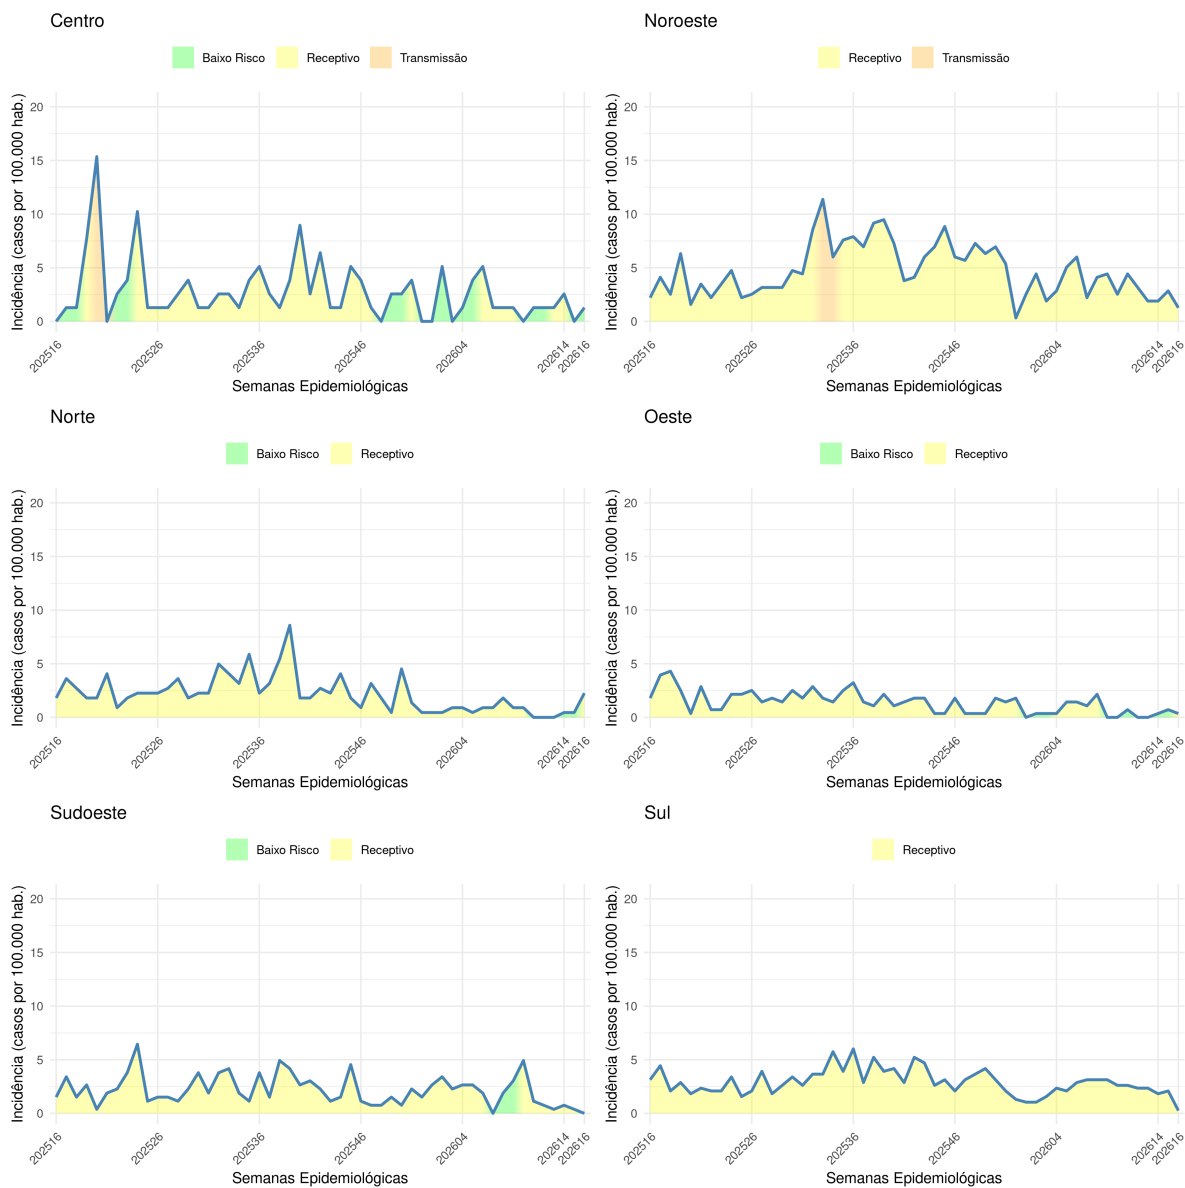 Centro
Baixo Risco Receptivo Transmissão
Incidência (casos por 100.000 hab.)
20
15
10
5
0
202516 202526 202536 202546 202604 202614 202616
Semanas Epidemiológicas
Noroeste
Receptivo Transmissão
Incidência (casos por 100.000 hab.)
20
15
10
5
0
202516 202526 202536 202546 202604 202614 202616
Semanas Epidemiológicas
Norte
Baixo Risco Receptivo
Incidência (casos por 100.000 hab.)
20
15
10
5
0
202516 202526 202536 202546 202604 202614 202616
Semanas Epidemiológicas
Oeste
Baixo Risco Receptivo
Incidência (casos por 100.000 hab.)
20
15
10
5
0
202516 202526 202536 202546 202604 202614 202616
Semanas Epidemiológicas
Sudoeste
Baixo Risco Receptivo
Incidência (casos por 100.000 hab.)
20
15
10
5
0
202516 202526 202536 202546 202604 202614 202616
Semanas Epidemiológicas
Sul
Receptivo
Incidência (casos por 100.000 hab.)
20
15
10
5
0
202516 202526 202536 202546 202604 202614 202616
Semanas Epidemiológicas